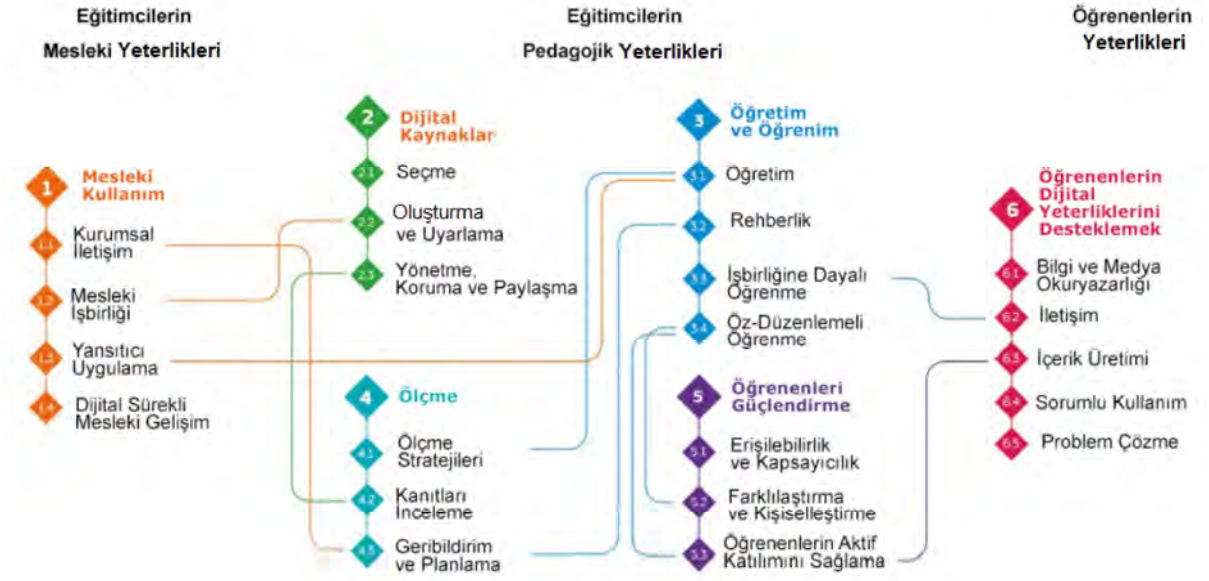 Eğitimcilerin
Mesleki Yeterlikleri
Eğitimcilerin
Pedagojik Yeterlikleri
Öğrenenlerin
Yeterlikleri
1
Mesleki
Kullanım
1.1
Kurumsal
İletişim
1.2
Mesleki
İşbirliği
1.3
Yansıtıcı
Uygulama
1.4
Dijital Sürekli
Mesleki Gelişim
2
Dijital
Kaynaklar
2.1
Seçme
2.2
Oluşturma
ve Uyarlama
2.3
Yönetme,
Koruma ve Paylaşma
3
Öğretim
ve Öğrenim
3.1
Öğretim
3.2
Rehberlik
3.3
İşbirliğine Dayalı
Öğrenme
3.4
Öz-Düzenlemeli
Öğrenme
4
Ölçme
4.1
Ölçme
Stratejileri
4.2
Kanıtları
İnceleme
4.3
Geribildirim
ve Planlama
5
Öğrenenleri
Güçlendirme
5.1
Erişilebilirlik
ve Kapsayıcılık
5.2
Farklılaştırma
ve Kişiselleştirme
5.3
Öğrenenlerin Aktif
Katılımını Sağlama
6
Öğrenenlerin
Dijital
Yeterliklerini
Desteklemek
6.1
Bilgi ve Medya
Okuryazarlığı
6.2
İletişim
6.3
İçerik Üretimi
6.4
Sorumlu Kullanım
6.5
Problem Çözme